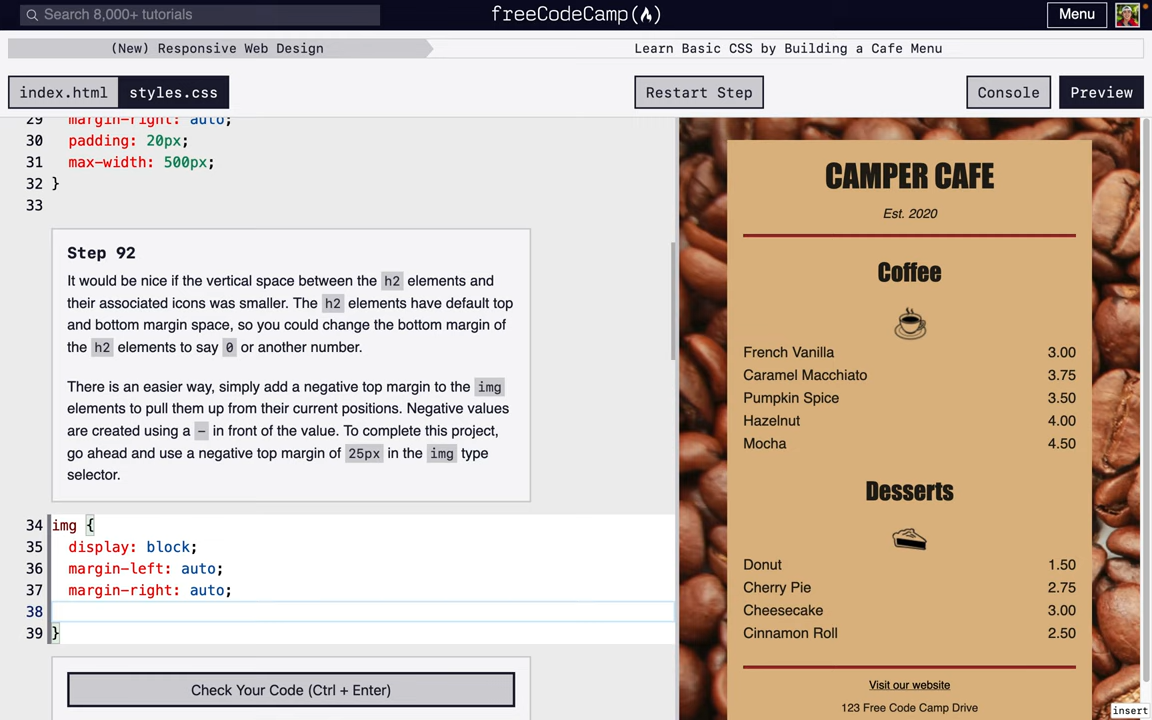 Search 8,000+ tutorials
freeCodeCamp
Menu
(New) Responsive Web Design
Learn Basic CSS by Building a Cafe Menu
index.html
styles.css
Restart Step
Console
Preview
29 margin-right: auto;
30 padding: 20px;
31 max-width: 500px;
32 }
33
Step 92
It would be nice if the vertical space between the h2 elements and
their associated icons was smaller. The h2 elements have default top
and bottom margin space, so you could change the bottom margin of
the h2 elements to say 0 or another number.
There is an easier way, simply add a negative top margin to the img
elements to pull them up from their current positions. Negative values
are created using a - in front of the value. To complete this project,
go ahead and use a negative top margin of 25px in the img type
selector.
34 img {
35 display: block;
36 margin-left: auto;
37 margin-right: auto;
38
39 }
Check Your Code (Ctrl + Enter)
CAMPER CAFE
Est. 2020
Coffee
French Vanilla 3.00
Caramel Macchiato 3.75
Pumpkin Spice 3.50
Hazelnut 4.00
Mocha 4.50
Desserts
Donut 1.50
Cherry Pie 2.75
Cheesecake 3.00
Cinnamon Roll 2.50
Visit our website
123 Free Code Camp Drive
insert